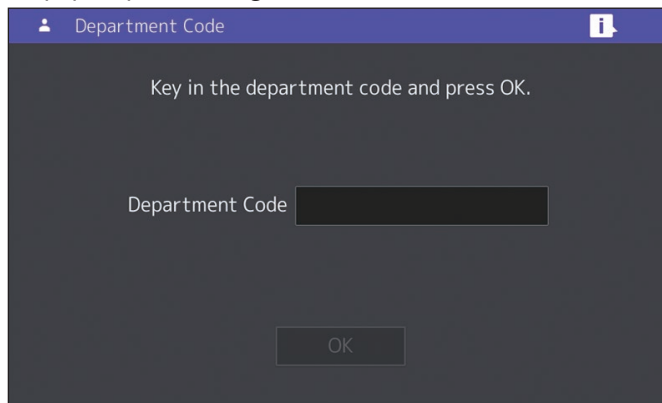 Department Code
i
Key in the department code and press OK.
Department Code
OK